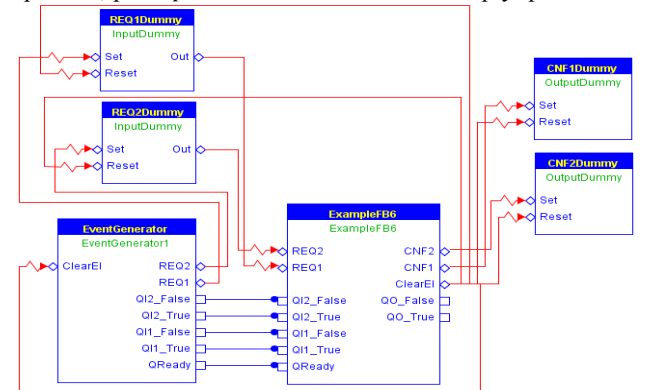 REQ1Dummy
InputDummy
Set Out
Reset
REQ2Dummy
InputDummy
Set Out
Reset
CNF1Dummy
OutputDummy
Set
Reset
CNF2Dummy
OutputDummy
Set
Reset
EventGenerator
EventGenerator1
ClearEI REQ2
REQ1
QI2_False
QI2_True
QI1_False
QI1_True
QReady
ExampleFB6
ExampleFB6
REQ2 CNF2
REQ1 CNF1
ClearEI
QI2_False QO_False
QI2_True QO_True
QI1_False
QI1_True
QReady